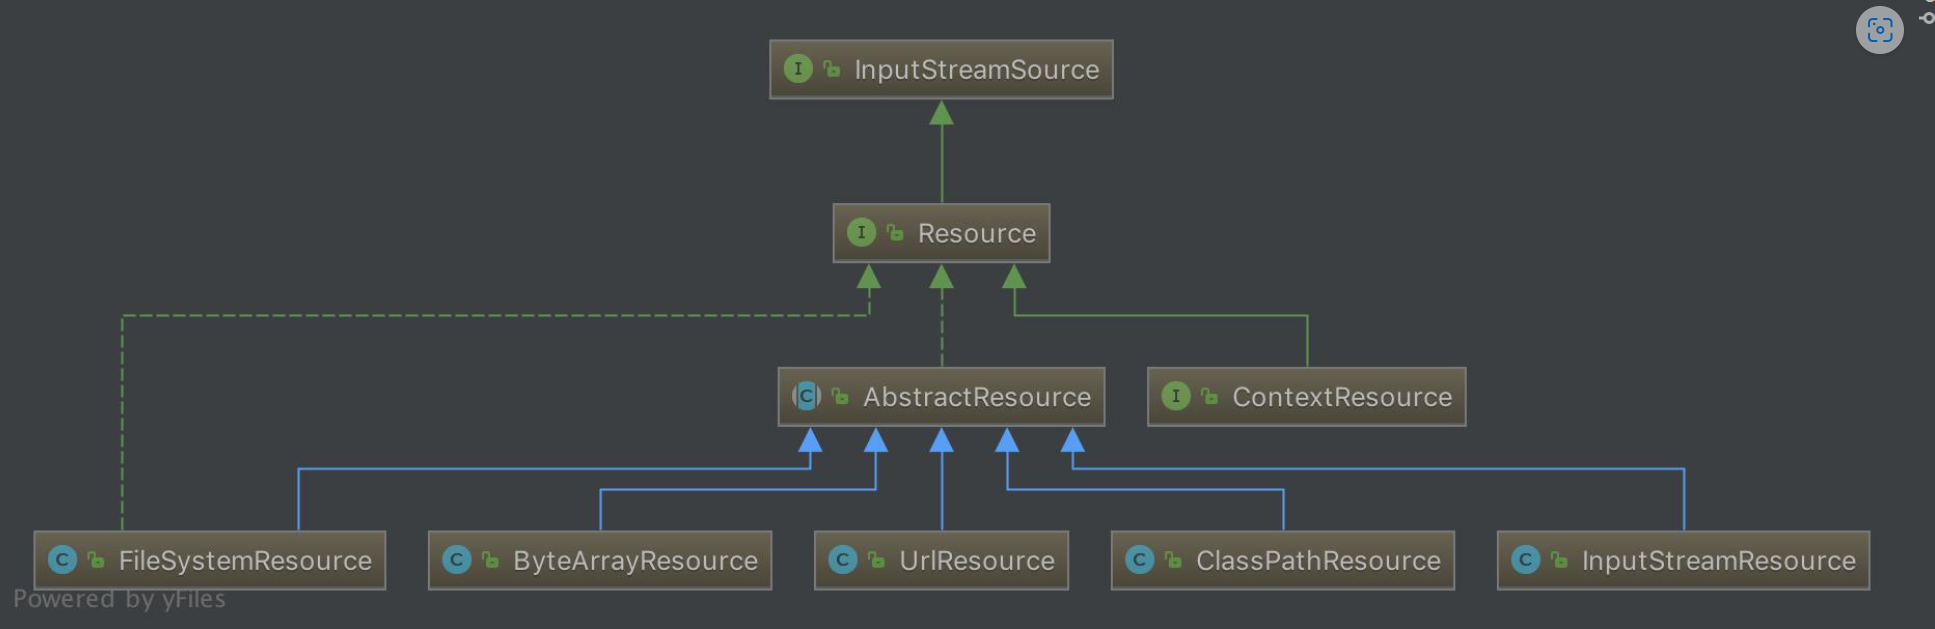 I InputStreamSource
I Resource
C AbstractResource
I ContextResource
C FileSystemResource
C ByteArrayResource
C UrlResource
C ClassPathResource
C InputStreamResource
Powered by yFiles